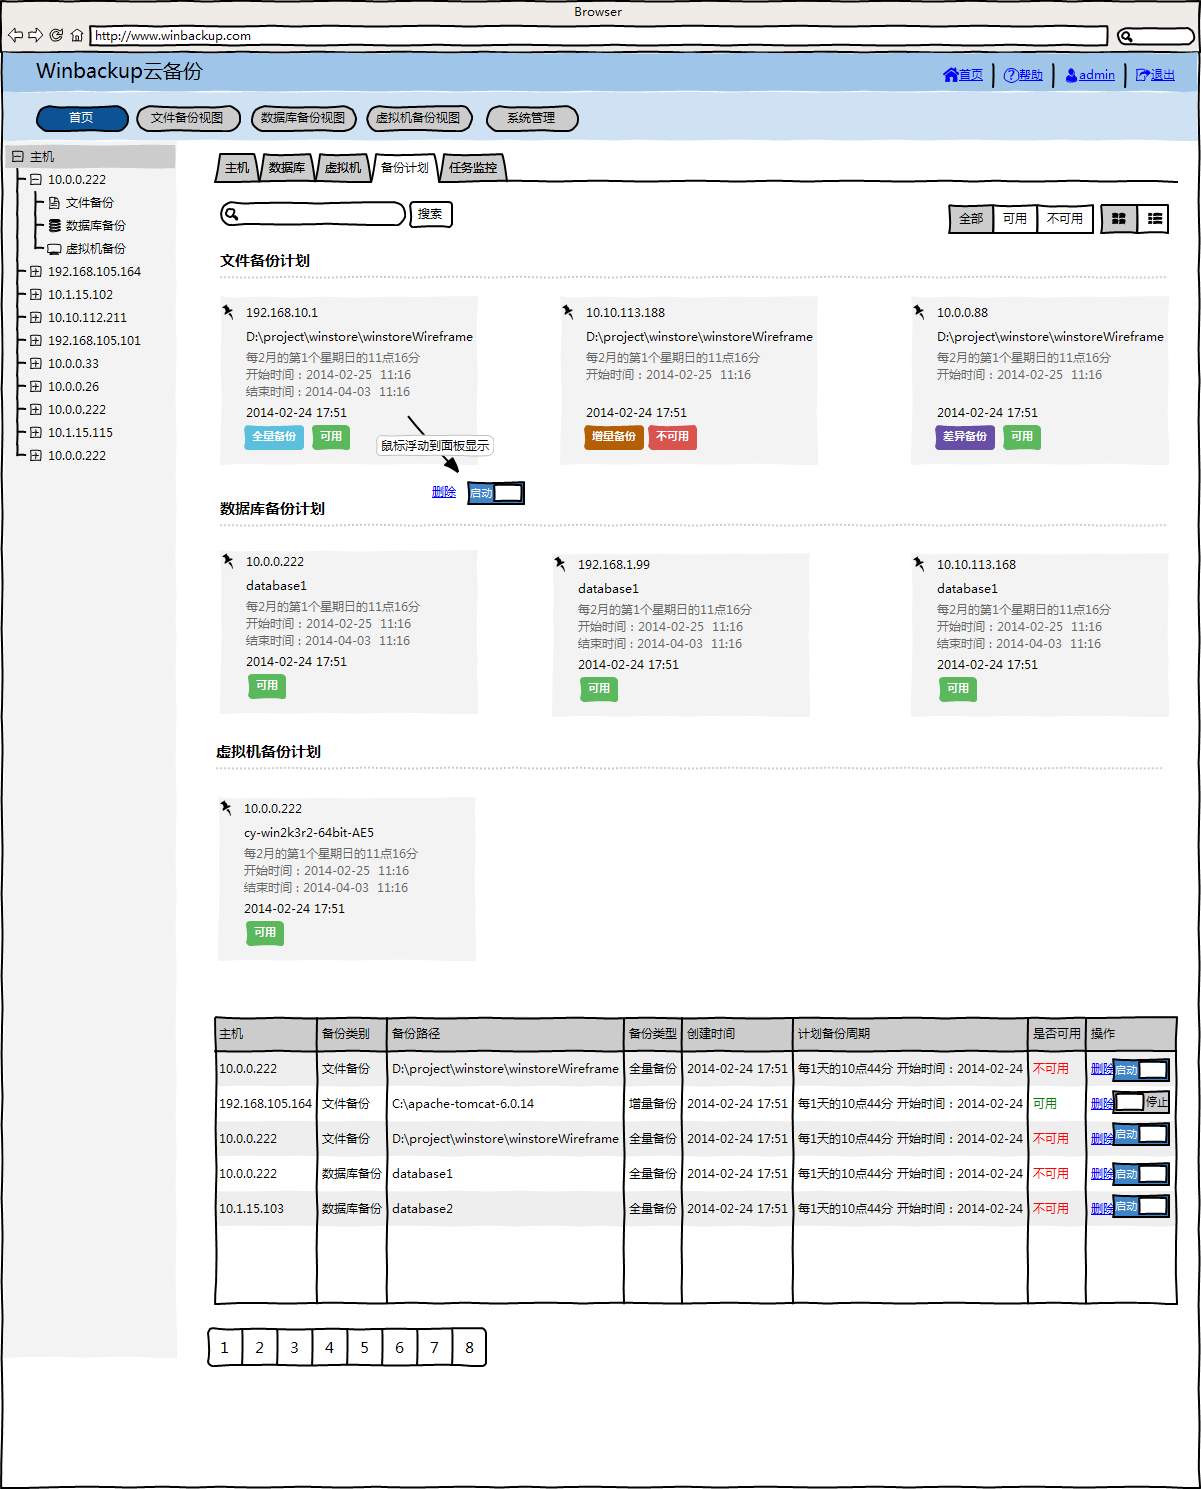 Browser
http://www.winbackup.com
Winbackup云备份
首页 帮助 admin 退出
首页 文件备份视图 数据库备份视图 虚拟机备份视图 系统管理
主机
10.0.0.222
文件备份
数据库备份
虚拟机备份
192.168.105.164
10.1.15.102
10.10.112.211
192.168.105.101
10.0.0.33
10.0.0.26
10.0.0.222
10.1.15.115
10.0.0.222
主机 数据库 虚拟机 备份计划 任务监控
搜索
全部 可用 不可用
文件备份计划
192.168.10.1
D:\project\winstore\winstoreWireframe
每2月的第1个星期日的11点16分
开始时间：2014-02-25 11:16
结束时间：2014-04-03 11:16
2014-02-24 17:51
全量备份 可用
10.10.113.188
D:\project\winstore\winstoreWireframe
每2月的第1个星期日的11点16分
开始时间：2014-02-25 11:16
2014-02-24 17:51
增量备份 不可用
10.0.0.88
D:\project\winstore\winstoreWireframe
每2月的第1个星期日的11点16分
开始时间：2014-02-25 11:16
2014-02-24 17:51
差异备份 可用
鼠标浮动到面板显示
删除 启动
数据库备份计划
10.0.0.222
database1
每2月的第1个星期日的11点16分
开始时间：2014-02-25 11:16
结束时间：2014-04-03 11:16
2014-02-24 17:51
可用
192.168.1.99
database1
每2月的第1个星期日的11点16分
开始时间：2014-02-25 11:16
结束时间：2014-04-03 11:16
2014-02-24 17:51
可用
10.10.113.168
database1
每2月的第1个星期日的11点16分
开始时间：2014-02-25 11:16
结束时间：2014-04-03 11:16
2014-02-24 17:51
可用
虚拟机备份计划
10.0.0.222
cy-win2k3r2-64bit-AE5
每2月的第1个星期日的11点16分
开始时间：2014-02-25 11:16
结束时间：2014-04-03 11:16
2014-02-24 17:51
可用
主机 备份类别 备份路径 备份类型 创建时间 计划备份周期 是否可用 操作
10.0.0.222 文件备份 D:\project\winstore\winstoreWireframe 全量备份 2014-02-24 17:51 每1天的10点44分 开始时间：2014-02-24 不可用 删除 启动
192.168.105.164 文件备份 C:\apache-tomcat-6.0.14 增量备份 2014-02-24 17:51 每1天的10点44分 开始时间：2014-02-24 可用 删除 停止
10.0.0.222 文件备份 D:\project\winstore\winstoreWireframe 全量备份 2014-02-24 17:51 每1天的10点44分 开始时间：2014-02-24 不可用 删除 启动
10.0.0.222 数据库备份 database1 全量备份 2014-02-24 17:51 每1天的10点44分 开始时间：2014-02-24 不可用 删除 启动
10.1.15.103 数据库备份 database2 全量备份 2014-02-24 17:51 每1天的10点44分 开始时间：2014-02-24 不可用 删除 启动
1 2 3 4 5 6 7 8